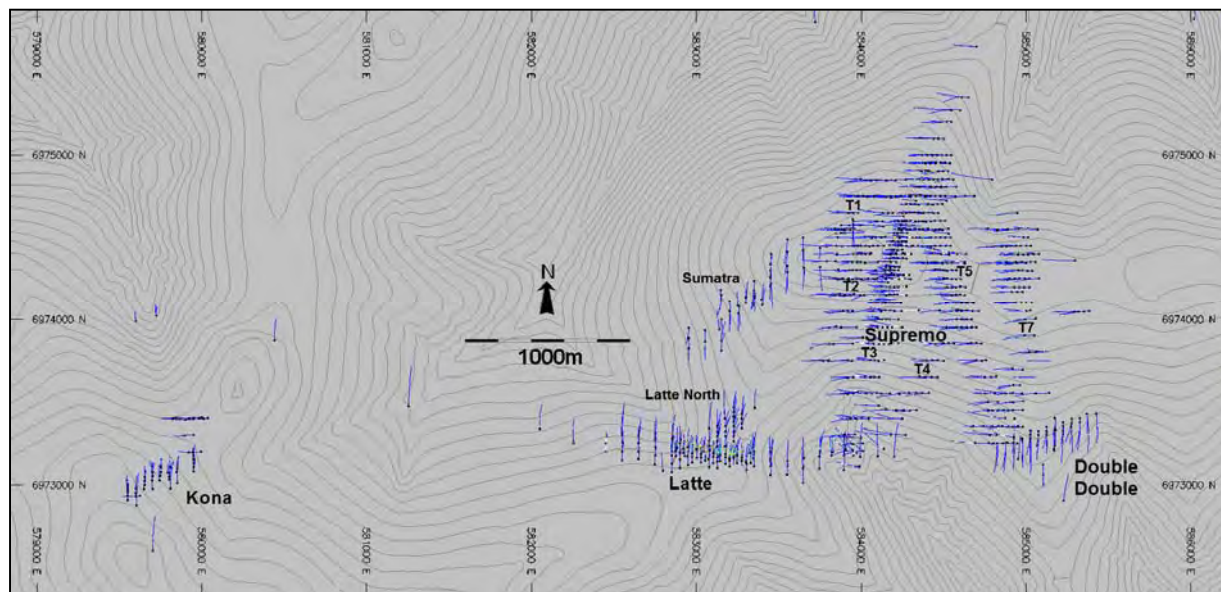 579000 E
580000 E
581000 E
582000 E
583000 E
584000 E
585000 E
586000 E
6975000 N
6975000 N
T1
Sumatra
T5
T2
N
6974000 N
6974000 N
T7
Supremo
1000m
T3
T4
Latte North
Double
Double
Latte
6973000 N
6973000 N
Kona
579000 E
580000 E
581000 E
582000 E
583000 E
584000 E
585000 E
586000 E